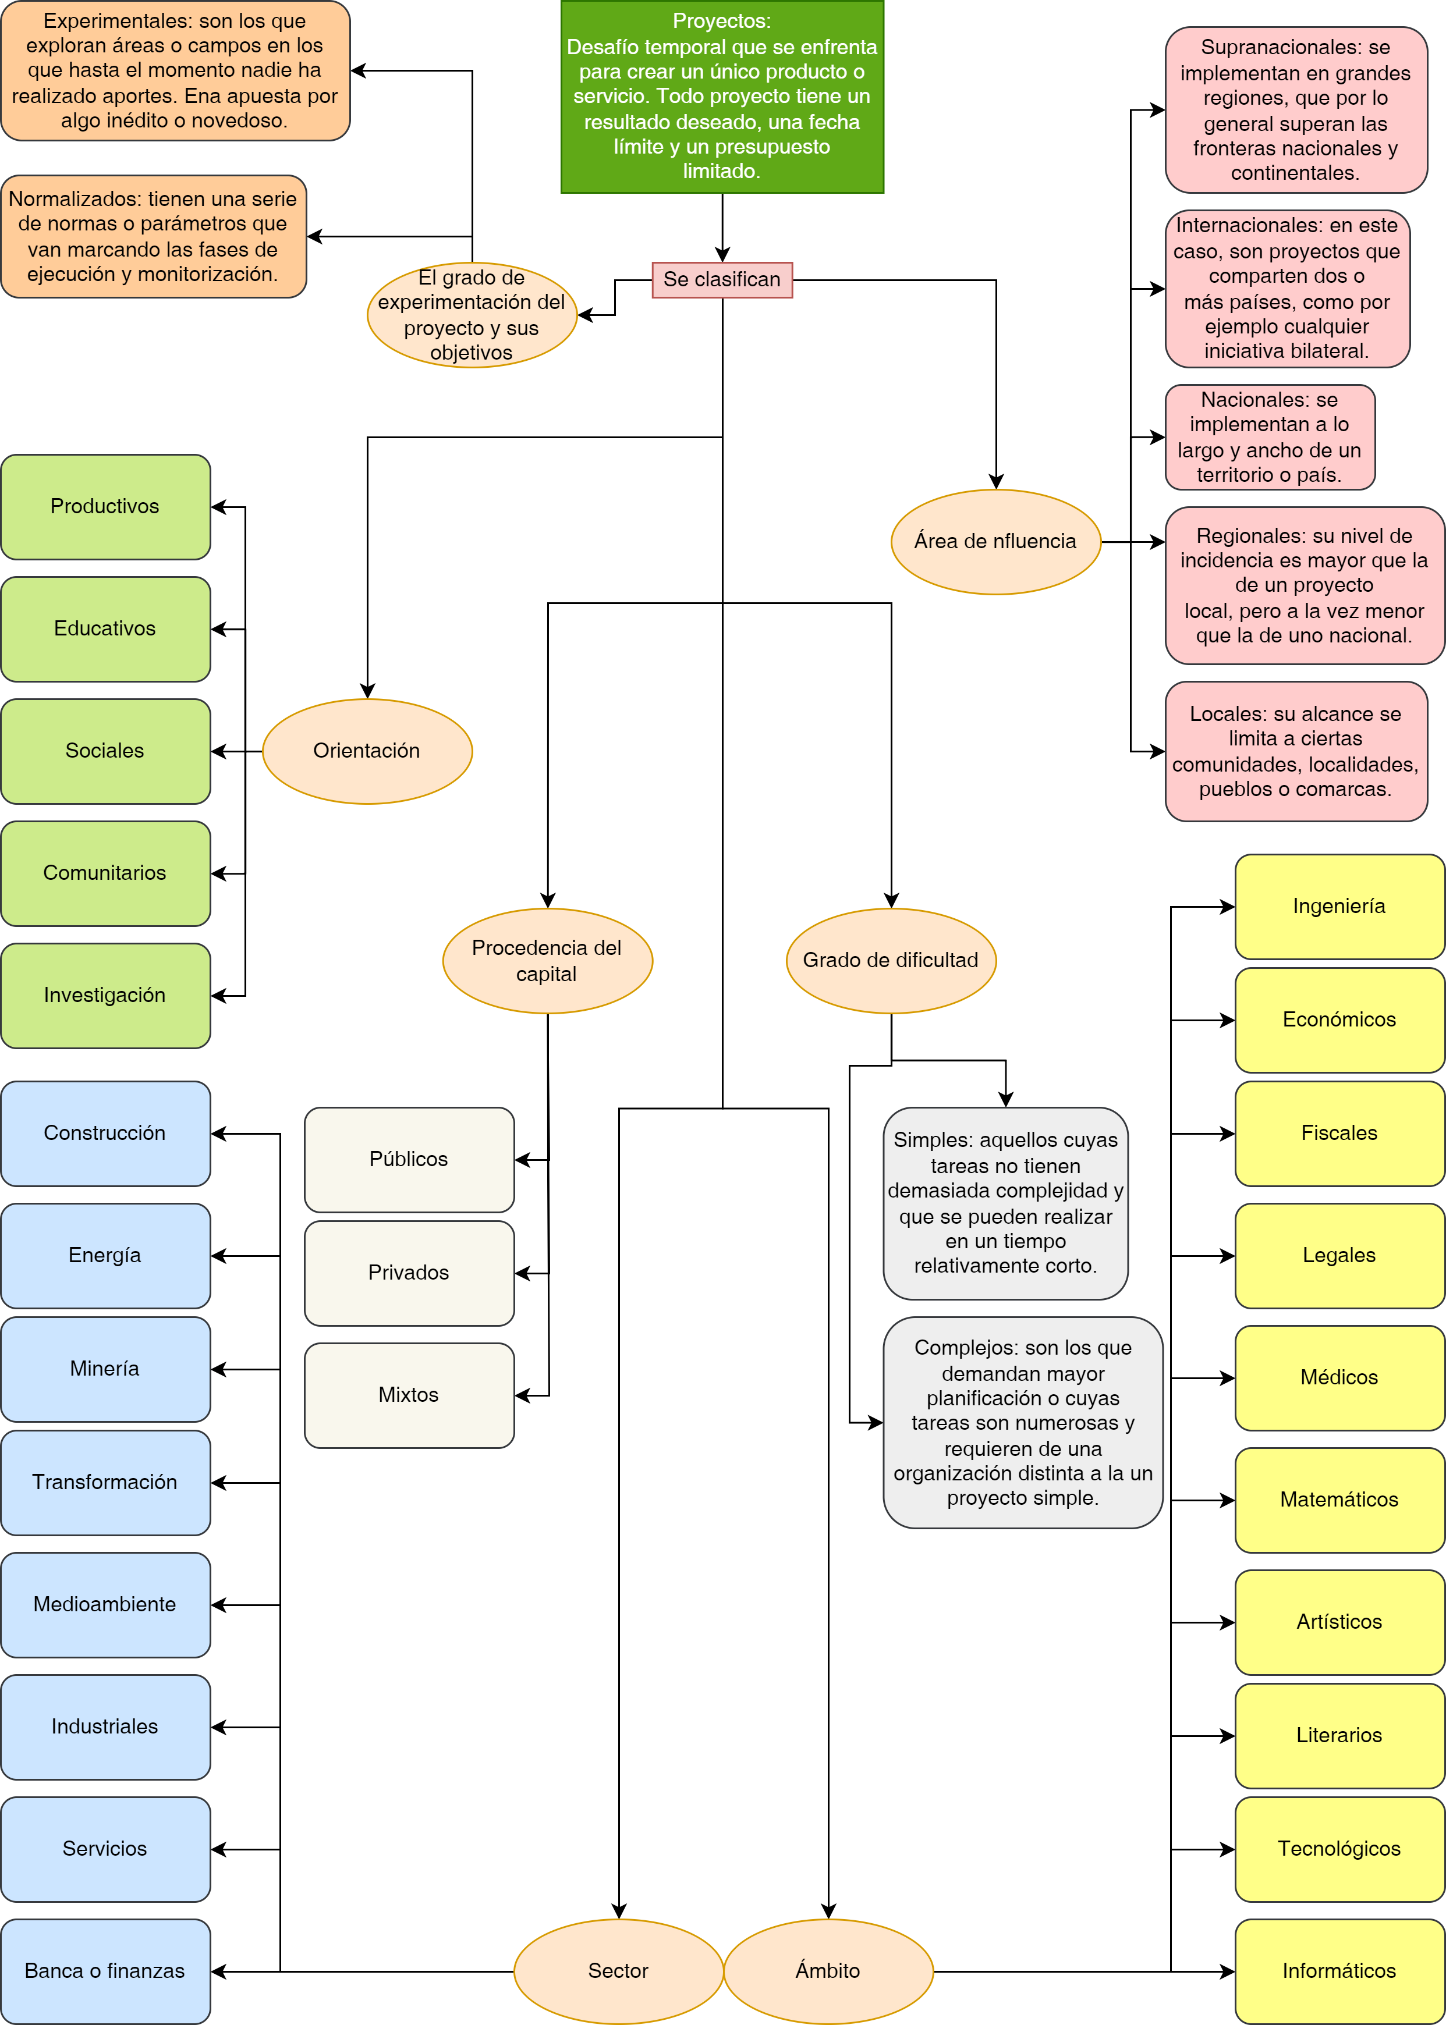 Proyectos:
Desafío temporal que se enfrenta
para crear un único producto o
servicio. Todo proyecto tiene un
resultado deseado, una fecha
límite y un presupuesto
limitado.
Se clasifican
El grado de
experimentación del
proyecto y sus
objetivos
Experimentales: son los que
exploran áreas o campos en los
que hasta el momento nadie ha
realizado aportes. Ena apuesta por
algo inédito o novedoso.
Normalizados: tienen una serie
de normas o parámetros que
van marcando las fases de
ejecución y monitorización.
Área de nfluencia
Supranacionales: se
implementan en grandes
regiones, que por lo
general superan las
fronteras nacionales y
continentales.
Internacionales: en este
caso, son proyectos que
comparten dos o
más países, como por
ejemplo cualquier
iniciativa bilateral.
Nacionales: se
implementan a lo
largo y ancho de un
territorio o país.
Regionales: su nivel de
incidencia es mayor que la
de un proyecto
local, pero a la vez menor
que la de uno nacional.
Locales: su alcance se
limita a ciertas
comunidades, localidades,
pueblos o comarcas.
Orientación
Productivos
Educativos
Sociales
Comunitarios
Investigación
Procedencia del
capital
Públicos
Privados
Mixtos
Grado de dificultad
Simples: aquellos cuyas
tareas no tienen
demasiada complejidad y
que se pueden realizar
en un tiempo
relativamente corto.
Complejos: son los que
demandan mayor
planificación o cuyas
tareas son numerosas y
requieren de una
organización distinta a la un
proyecto simple.
Sector
Construcción
Energía
Minería
Transformación
Medioambiente
Industriales
Servicios
Banca o finanzas
Ámbito
Ingeniería
Económicos
Fiscales
Legales
Médicos
Matemáticos
Artísticos
Literarios
Tecnológicos
Informáticos